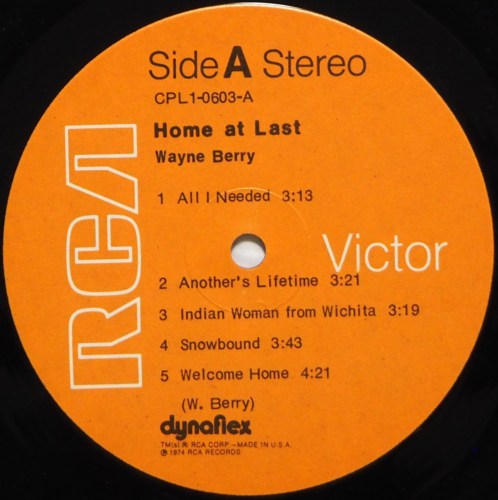 Side A Stereo
CPL1-0603-A
Home at Last
Wayne Berry
1 All I Needed 3:13
RCA
Victor
2 Another's Lifetime 3:21
3 Indian Woman from Wichita 3:19
4 Snowbound 3:43
5 Welcome Home 4:21
(W. Berry)
dynaflex
TM(s) ® RCA CORP.–MADE IN U.S.A.
℗ 1974 RCA RECORDS